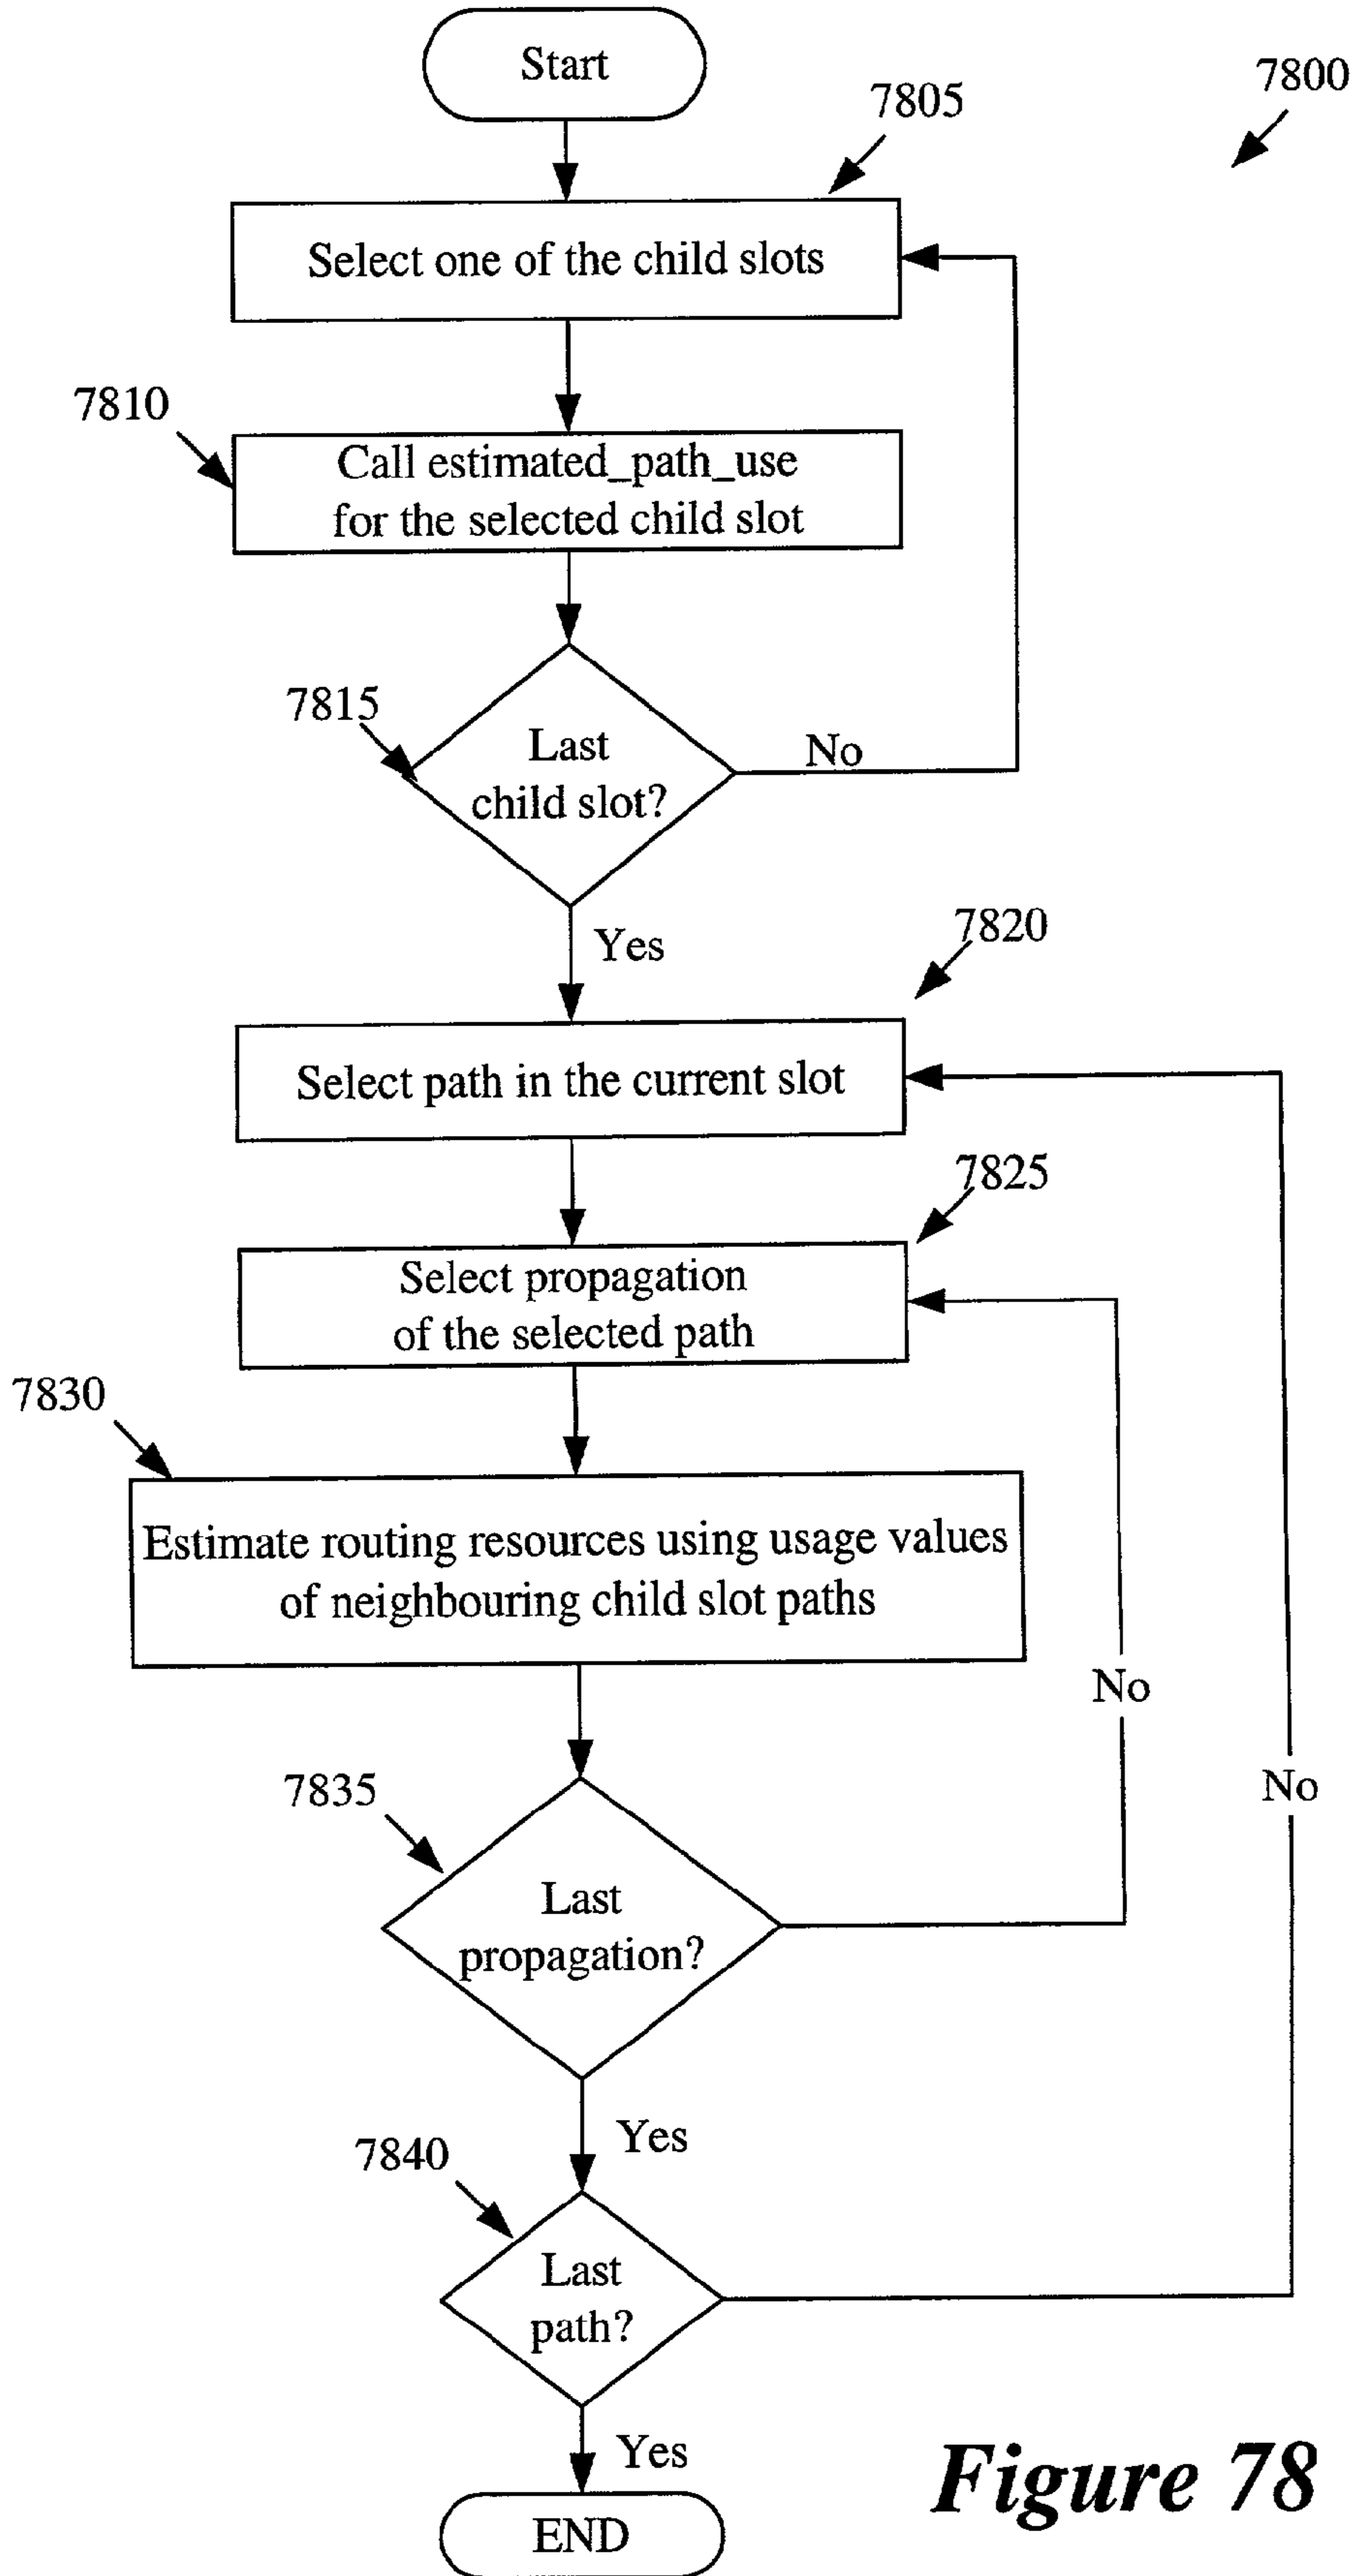 Start
7800
7805
Select one of the child slots
7810
Call estimated_path_use
for the selected child slot
7815
Last
child slot?
No
Yes
7820
Select path in the current slot
7825
Select propagation
of the selected path
7830
Estimate routing resources using usage values
of neighbouring child slot paths
No
No
7835
Last
propagation?
Yes
7840
Last
path?
Yes
END
Figure 78